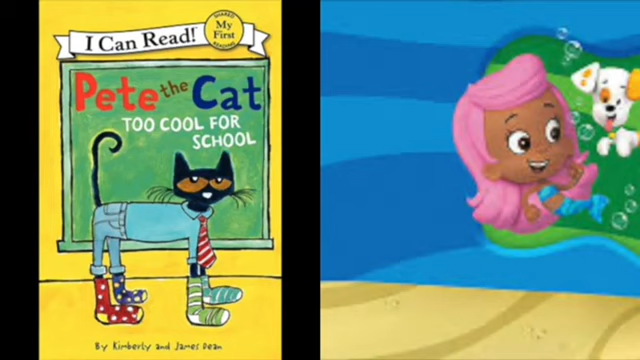 I Can Read!
SHARED
My
First
READING
Pete the Cat
TOO COOL FOR
SCHOOL
By Kimberly and James Dean